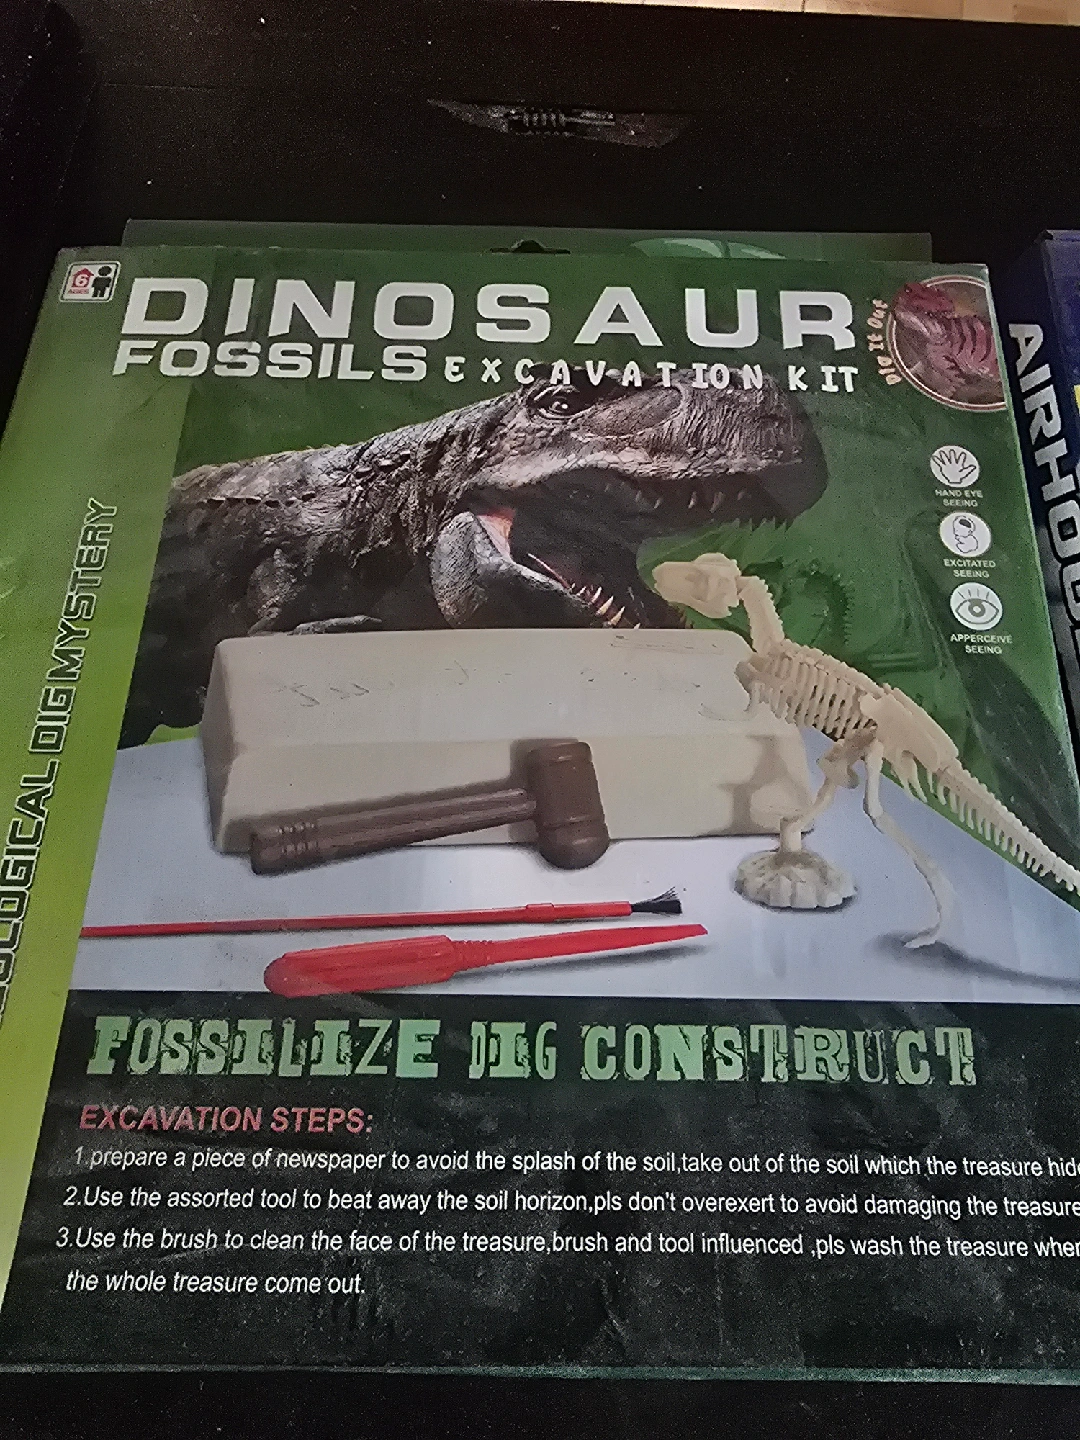 6
AGES
DINOSAUR
FOSSILS EXCAVATION KIT
Dig It Out
HAND EYE
SEEING
EXCITATED
SEEING
APPERCEIVE
SEEING
DIG MYSTERY
FOSSILIZE DIG CONSTRUCT
EXCAVATION STEPS:
1.prepare a piece of newspaper to avoid the splash of the soil,take out of the soil which the treasure
2.Use the assorted tool to beat away the soil horizon,pls don't overexert to avoid damaging the treasure
3.Use the brush to clean the face of the treasure,brush and tool influenced ,pls wash the treasure
the whole treasure come out.